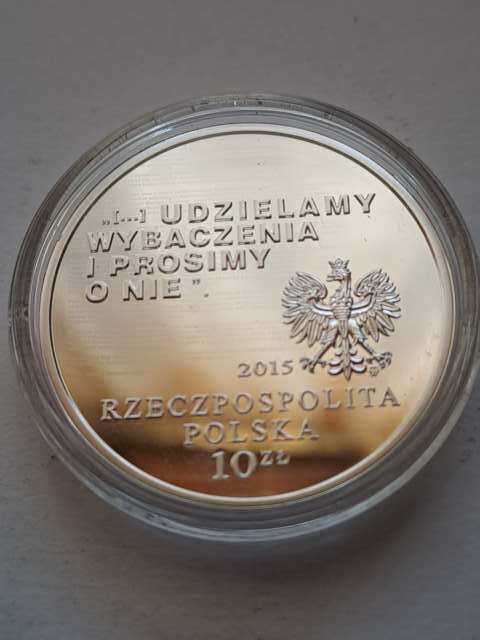 „[...] UDZIELAMY
WYBACZENIA
I PROSIMY
O NIE".
2015
RZECZPOSPOLITA
POLSKA
10 ZŁ